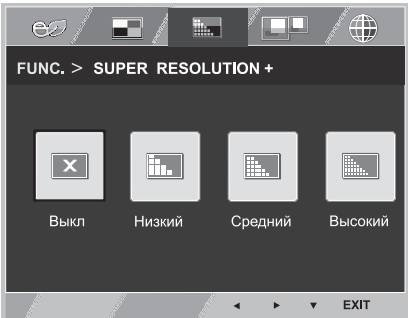 FUNC. > SUPER RESOLUTION +
Выкл Низкий Средний Высокий
EXIT